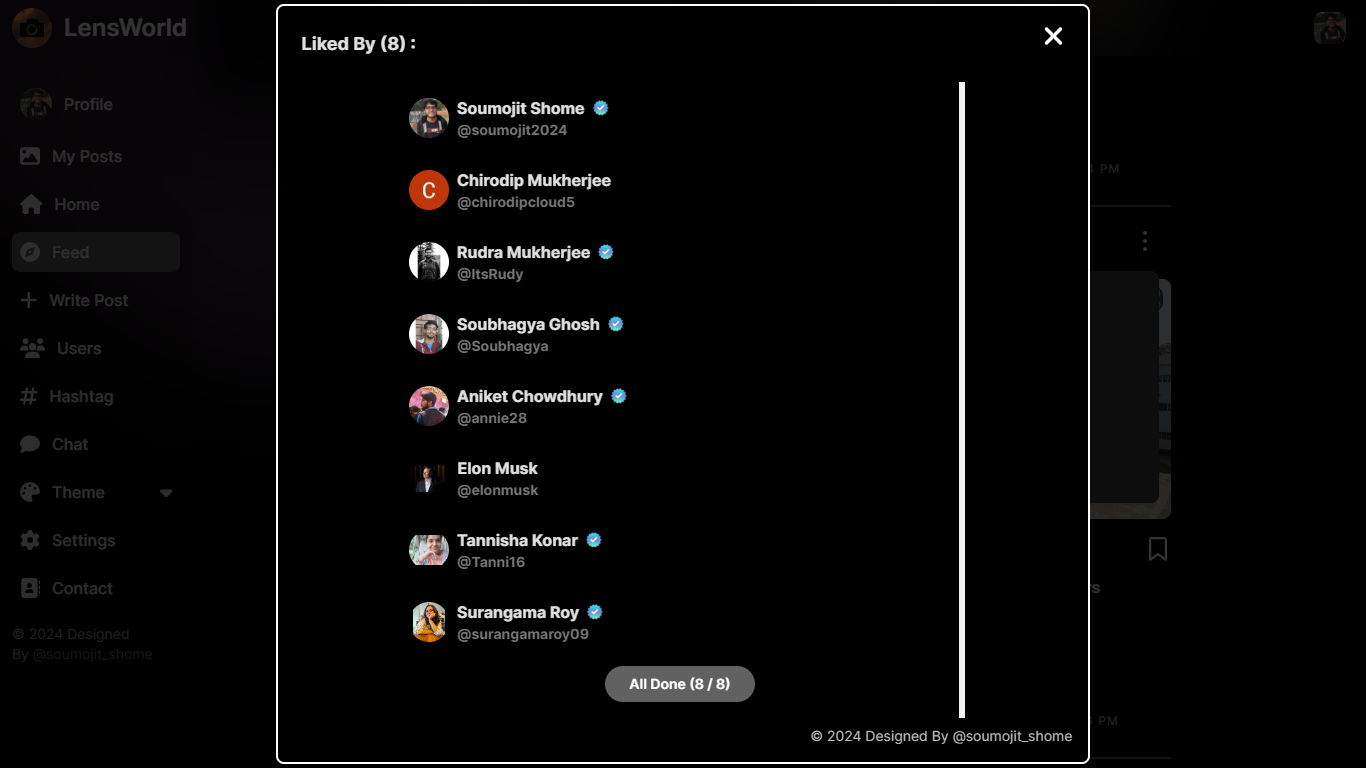 LensWorld
Profile
My Posts
Home
Feed
Write Post
Users
Hashtag
Chat
Theme
Settings
Contact
© 2024 Designed
By @soumojit_shome
Liked By (8) :
Soumojit Shome
@soumojit2024
C
Chirodip Mukherjee
@chirodipcloud5
Rudra Mukherjee
@ItsRudy
Soubhagya Ghosh
@Soubhagya
Aniket Chowdhury
@annie28
Elon Musk
@elonmusk
Tannisha Konar
@Tanni16
Surangama Roy
@surangamaroy09
All Done (8 / 8)
© 2024 Designed By @soumojit_shome
PM
PM